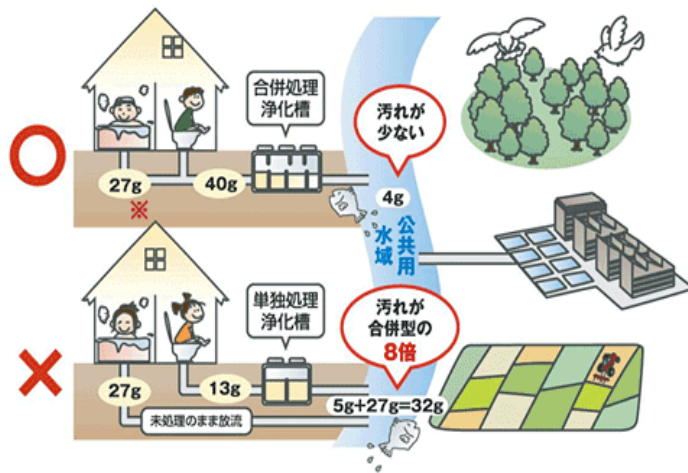 合併処理
浄化槽
汚れが
少ない
27g
40g
※
4g
公共用
水域
単独処理
浄化槽
汚れが
合併型の
8倍
27g
13g
未処理のまま放流
5g+27g=32g